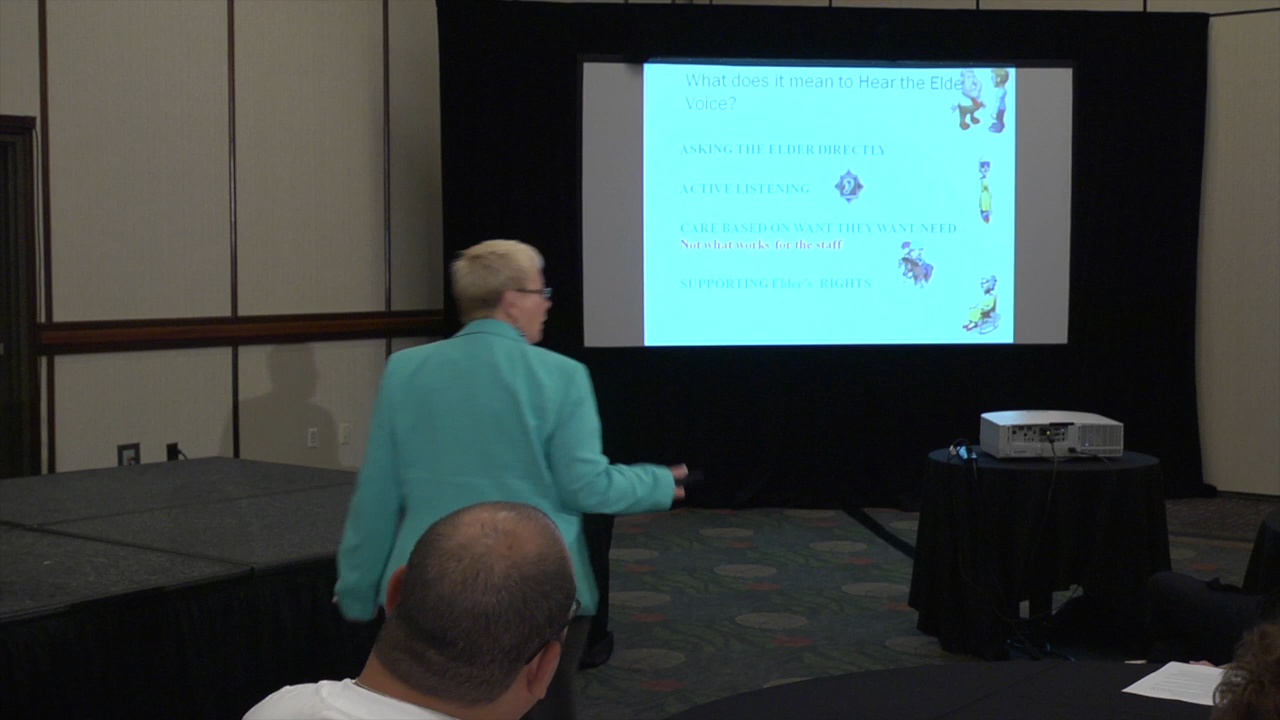 What does it mean to Hear the Elde
Voice?
ASKING THE ELDER DIRECTLY
ACTIVE LISTENING
CARE BASED ON WANT THEY WANT NEED
Not what works for the staff
SUPPORTING Elder's RIGHTS